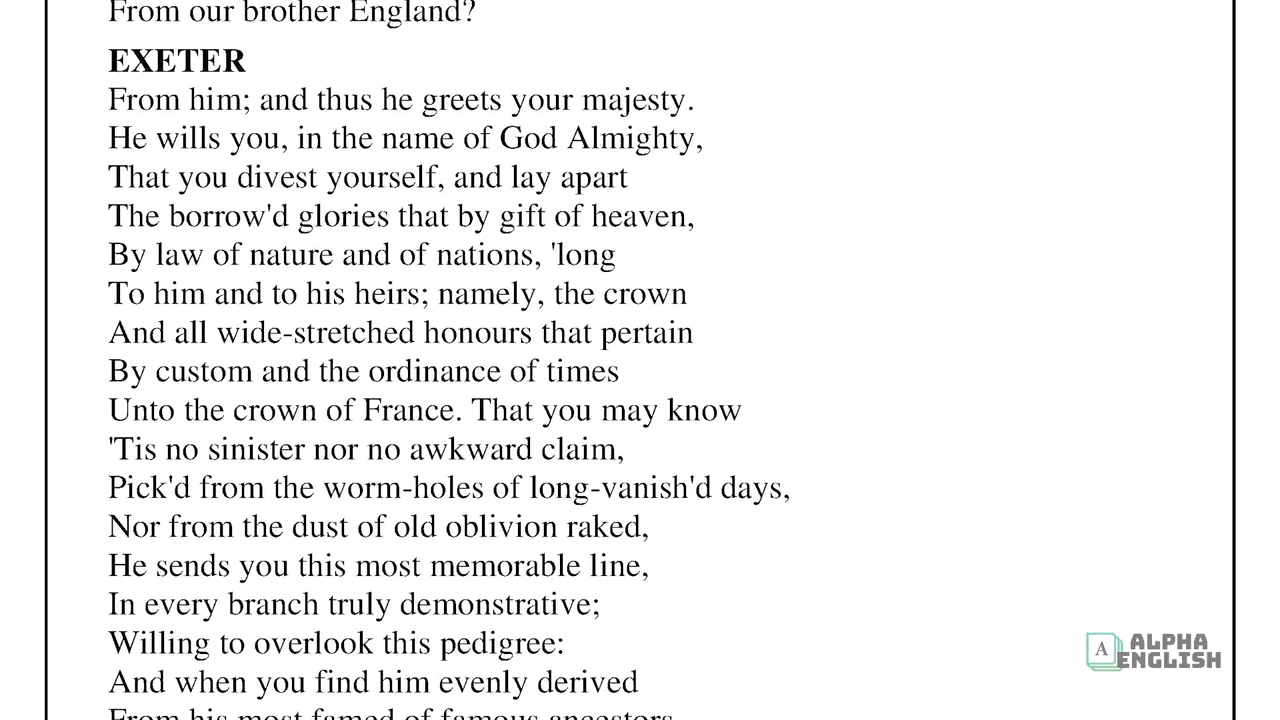 From our brother England?
EXETER
From him; and thus he greets your majesty.
He wills you, in the name of God Almighty,
That you divest yourself, and lay apart
The borrow'd glories that by gift of heaven,
By law of nature and of nations, 'long
To him and to his heirs; namely, the crown
And all wide-stretched honours that pertain
By custom and the ordinance of times
Unto the crown of France. That you may know
'Tis no sinister nor no awkward claim,
Pick'd from the worm-holes of long-vanish'd days,
Nor from the dust of old oblivion raked,
He sends you this most memorable line,
In every branch truly demonstrative;
Willing to overlook this pedigree:
And when you find him evenly derived
From his most famed of famous ancestors
A ALPHA
ENGLISH